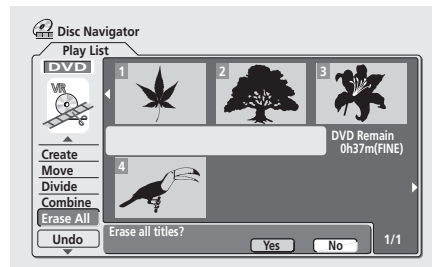 Disc Navigator
Play List
DVD
VR
1
2
3
DVD Remain
0h37m(FINE)
4
Create
Move
Divide
Combine
Erase All
Undo
Erase all titles?
Yes
No
1/1